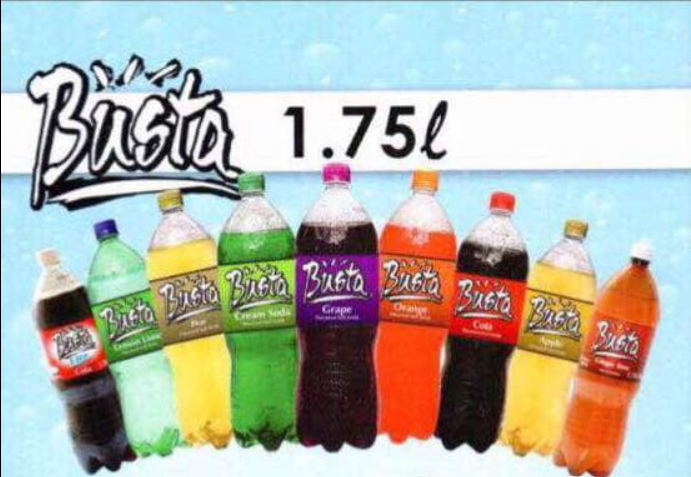 Busta
1.75ℓ
Busta
Lite
Cola
Busta
Lemon Lime
Busta
Pear
Busta
Cream Soda
Busta
Grape
Busta
Orange
Busta
Cola
Busta
Apple
Busta